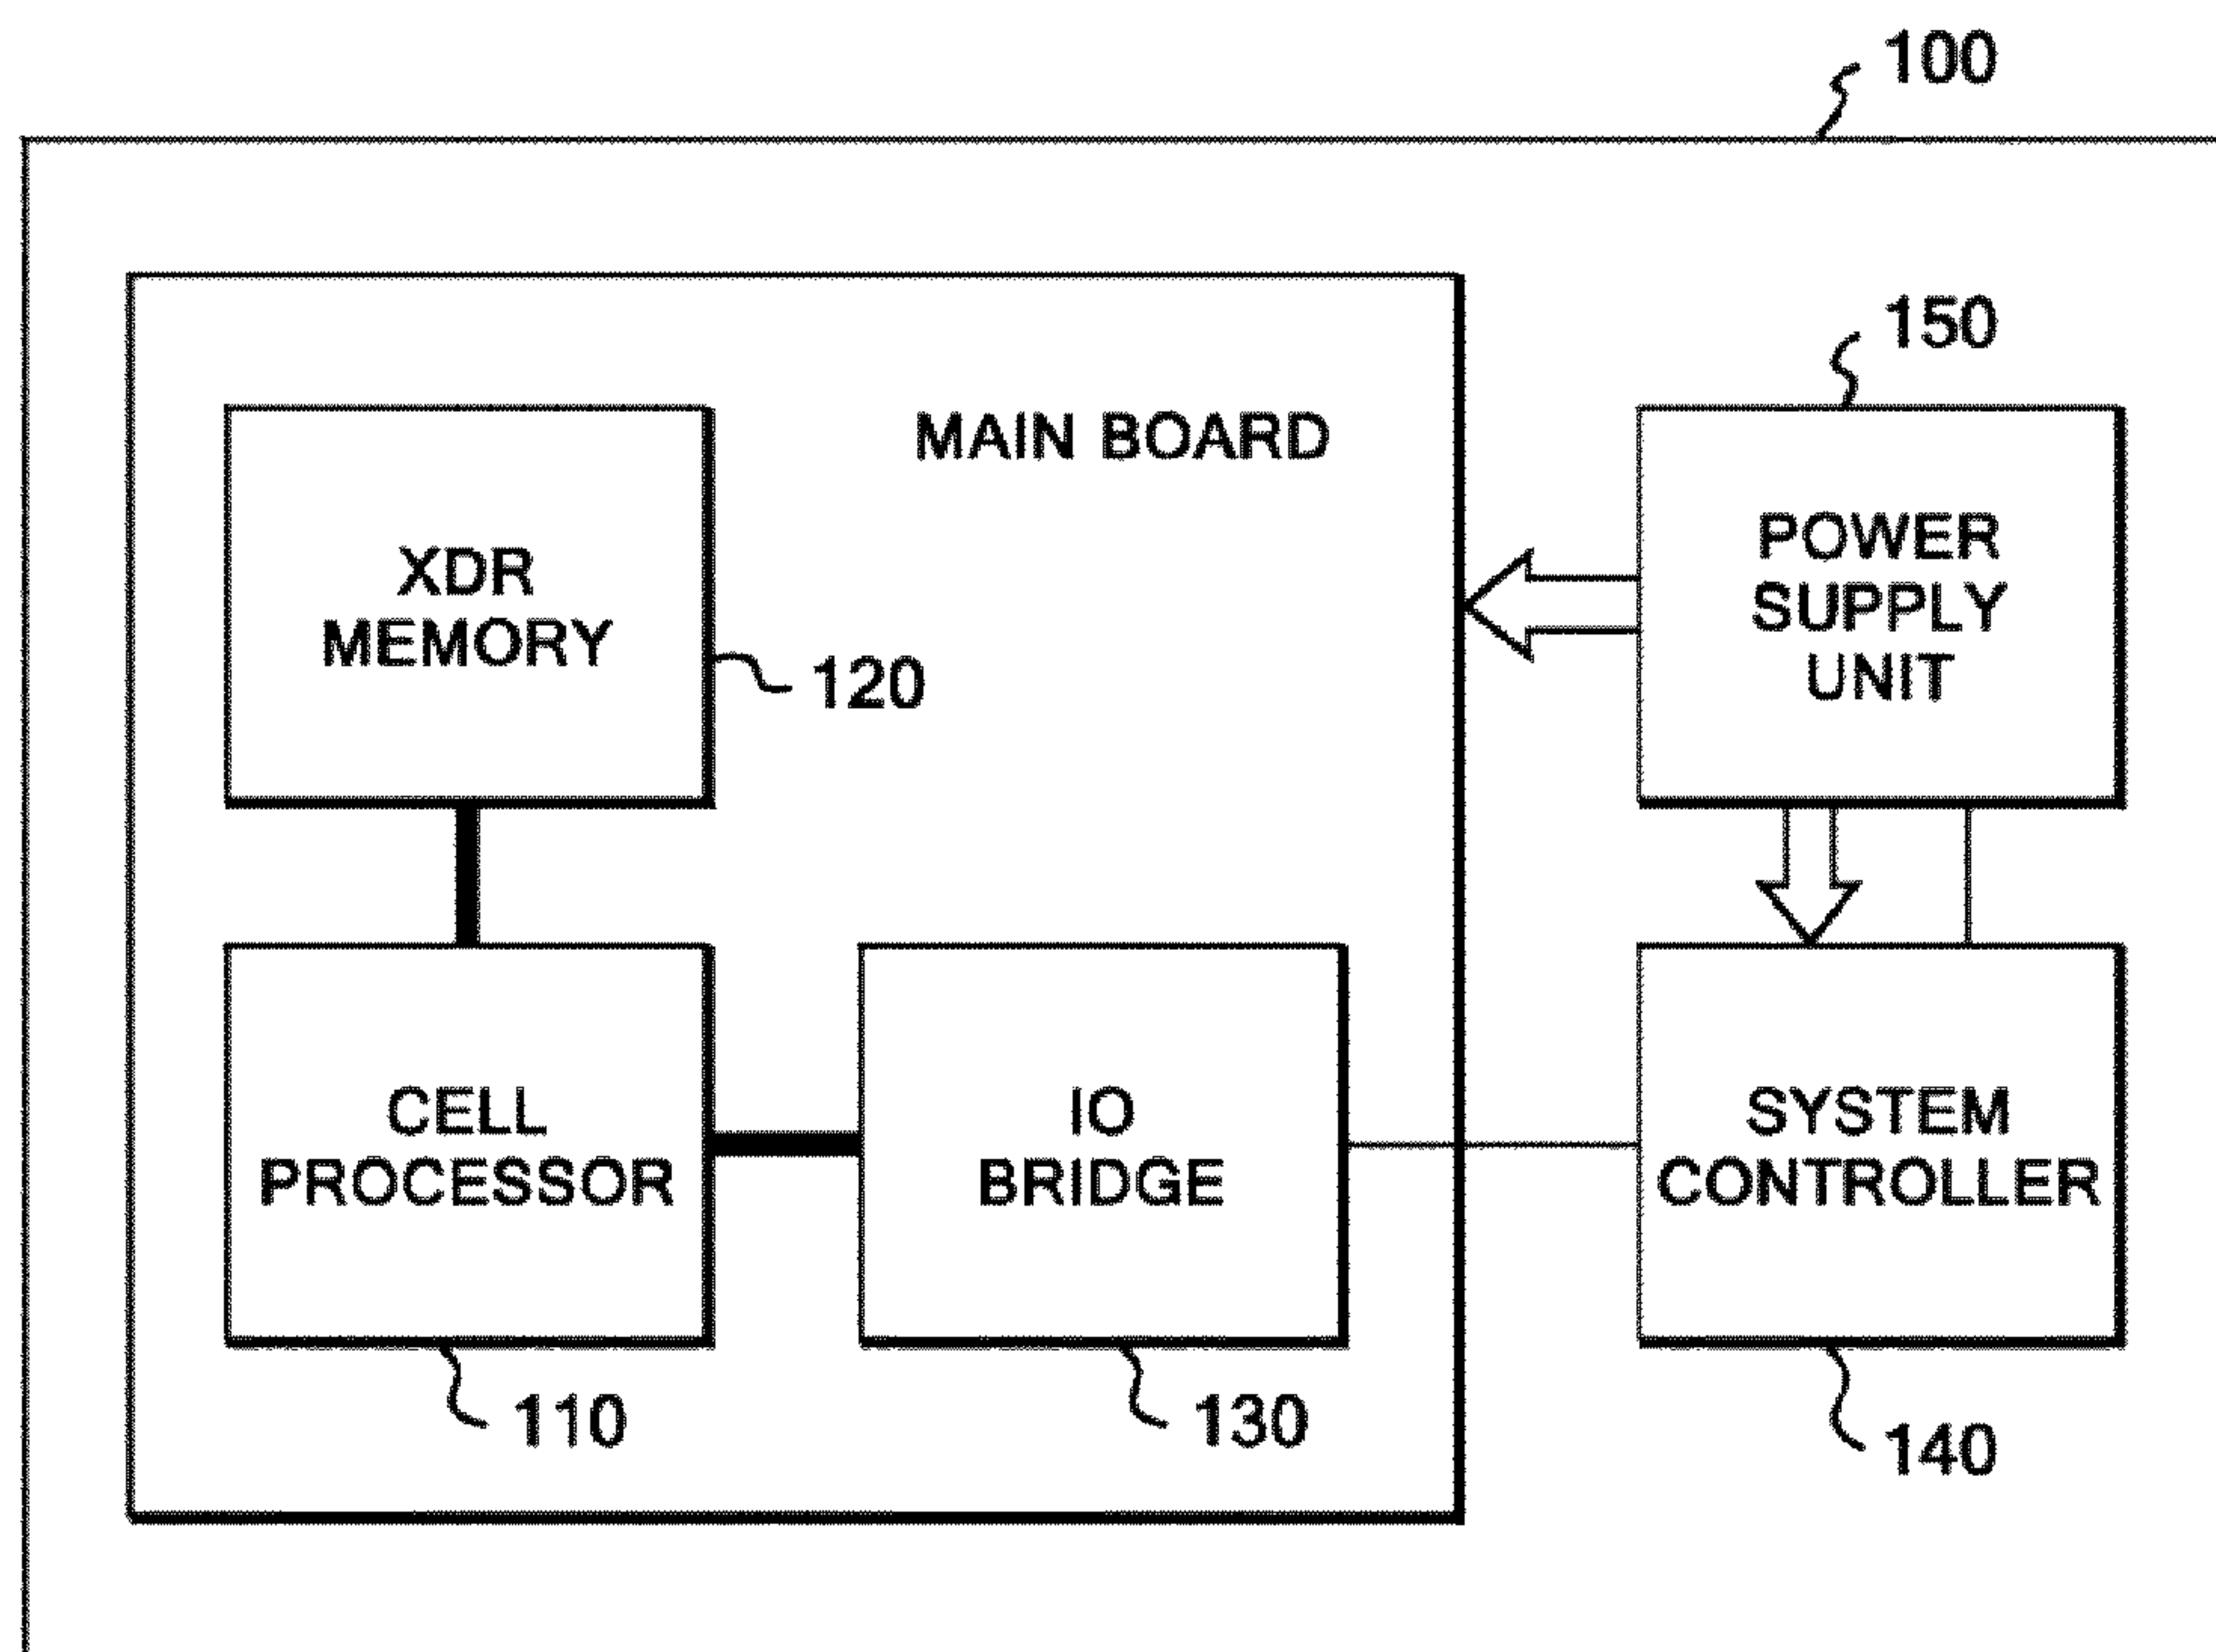 100
MAIN BOARD
150
XDR
MEMORY
120
POWER
SUPPLY
UNIT
CELL
PROCESSOR
110
IO
BRIDGE
130
SYSTEM
CONTROLLER
140